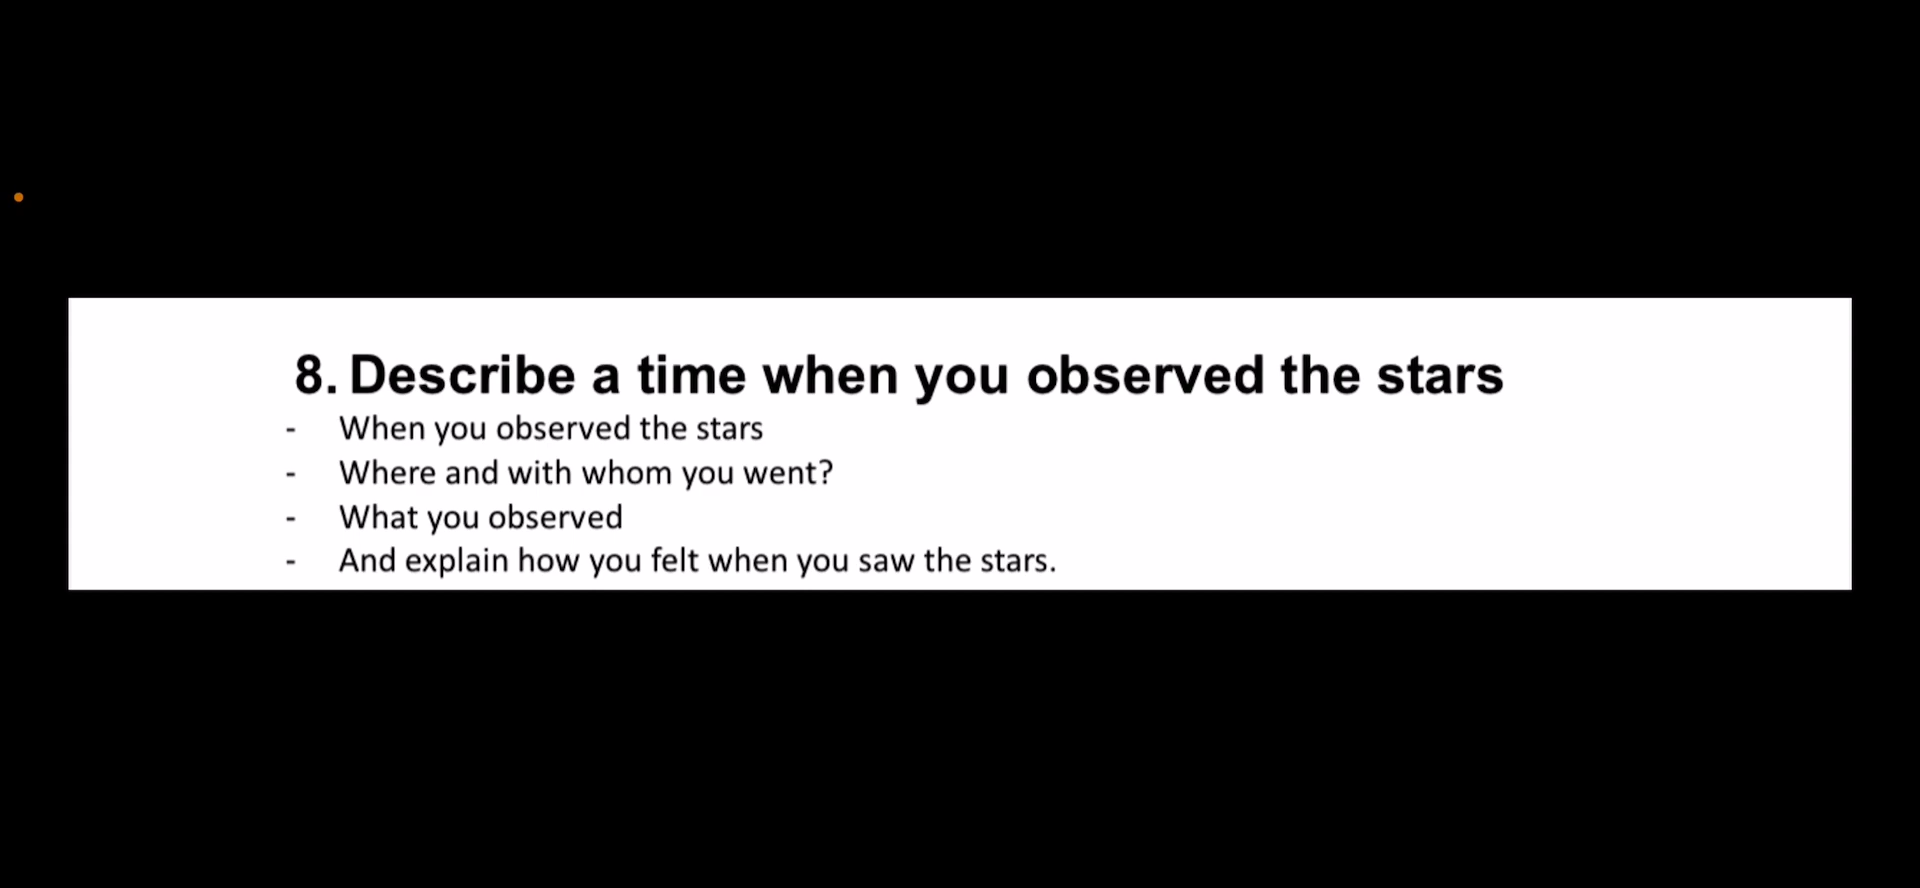 8. Describe a time when you observed the stars
- When you observed the stars
- Where and with whom you went?
- What you observed
- And explain how you felt when you saw the stars.